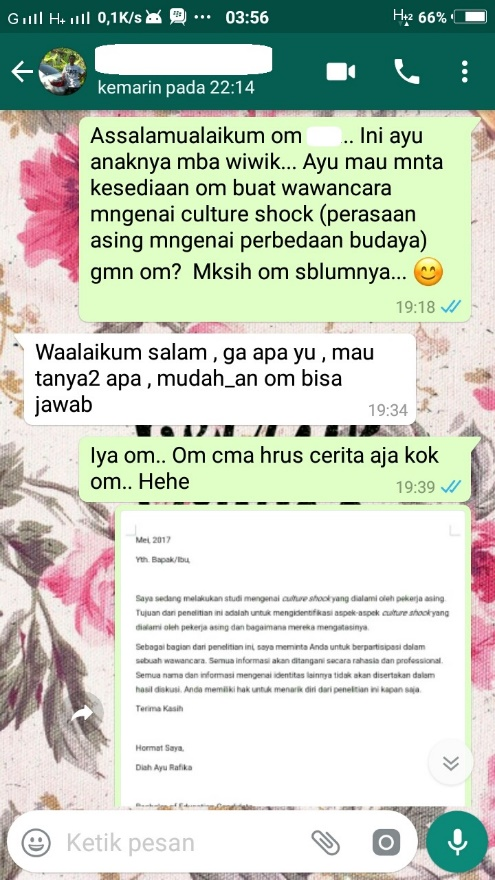 G H+ 0,1K/s ... 03:56 H+2 66%
kemarin pada 22:14
Assalamualaikum om .. Ini ayu
anaknya mba wiwik... Ayu mau mnta
kesediaan om buat wawancara
mngenai culture shock (perasaan
asing mngenai perbedaan budaya)
gmn om? Mksih om sblumnya... 😊
19:18
Waalaikum salam , ga apa yu , mau
tanya2 apa , mudah_an om bisa
jawab
19:34
Iya om.. Om cma hrus cerita aja kok
om.. Hehe
19:39
Mei, 2017
Yth. Bapak/Ibu,
Saya sedang melakukan studi mengenai culture shock yang dialami oleh pekerja asing.
Tujuan dari penelitian ini adalah untuk mengidentifikasi aspek-aspek culture shock yang
dialami oleh pekerja asing dan bagaimana mereka mengatasinya.
Sebagai bagian dari penelitian ini, saya meminta Anda untuk berpartisipasi dalam
sebuah wawancara. Semua informasi akan ditangani secara rahasia dan professional.
Semua nama dan informasi mengenai identitas lainnya tidak akan disertakan dalam
hasil diskusi. Anda memiliki hak untuk menarik diri dari penelitian ini kapan saja.
Terima Kasih
Hormat Saya,
Diah Ayu Rafika
Bachelor of Education Candidate
Ketik pesan